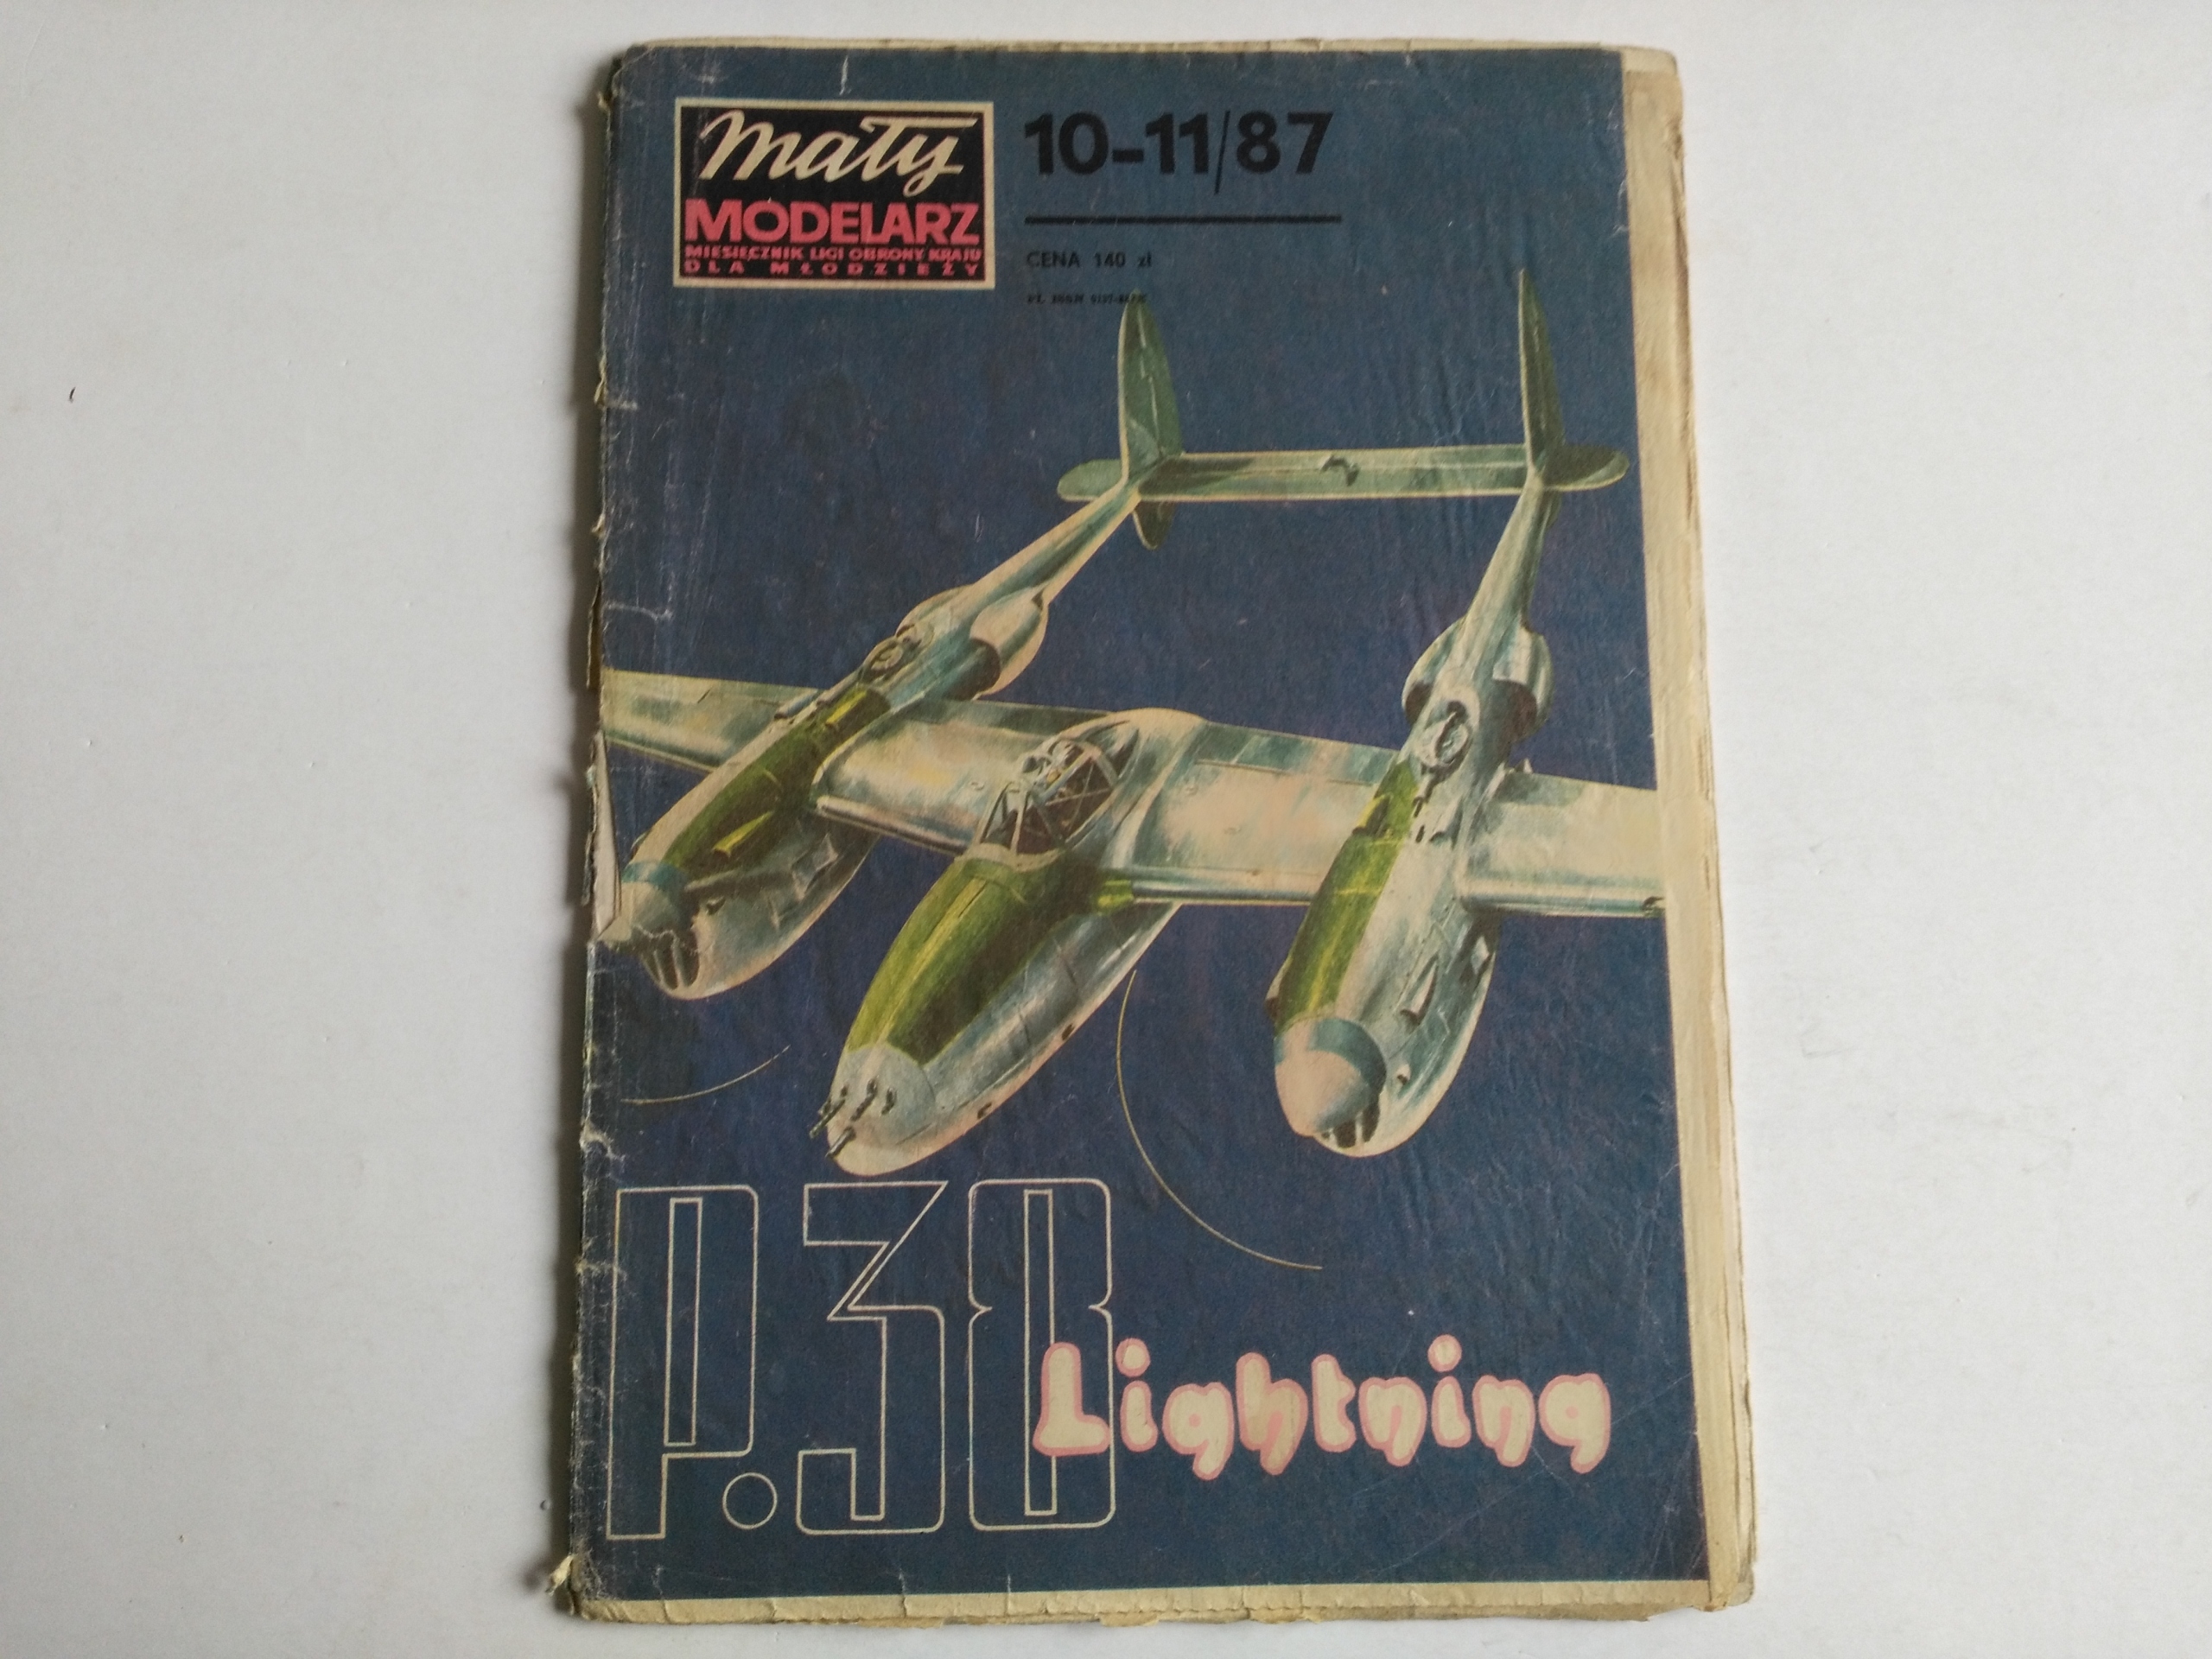 Mały
MODELARZ
MIESIĘCZNIK LIGI OBRONY KRAJU
DLA MŁODZIEŻY
10-11/87
CENA 140 zł
P.38
Lightning